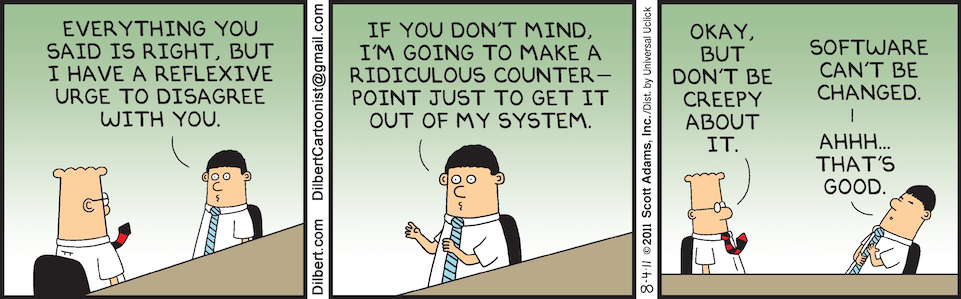 EVERYTHING YOU
SAID IS RIGHT, BUT
I HAVE A REFLEXIVE
URGE TO DISAGREE
WITH YOU.
Dilbert.com DilbertCartoonist@gmail.com
IF YOU DON'T MIND,
I'M GOING TO MAKE A
RIDICULOUS COUNTER-
POINT JUST TO GET IT
OUT OF MY SYSTEM.
8-4-11 © 2011 Scott Adams, Inc./Dist. by Universal Uclick
OKAY,
BUT
DON'T BE
CREEPY
ABOUT
IT.
SOFTWARE
CAN'T BE
CHANGED.
AHHH...
THAT'S
GOOD.